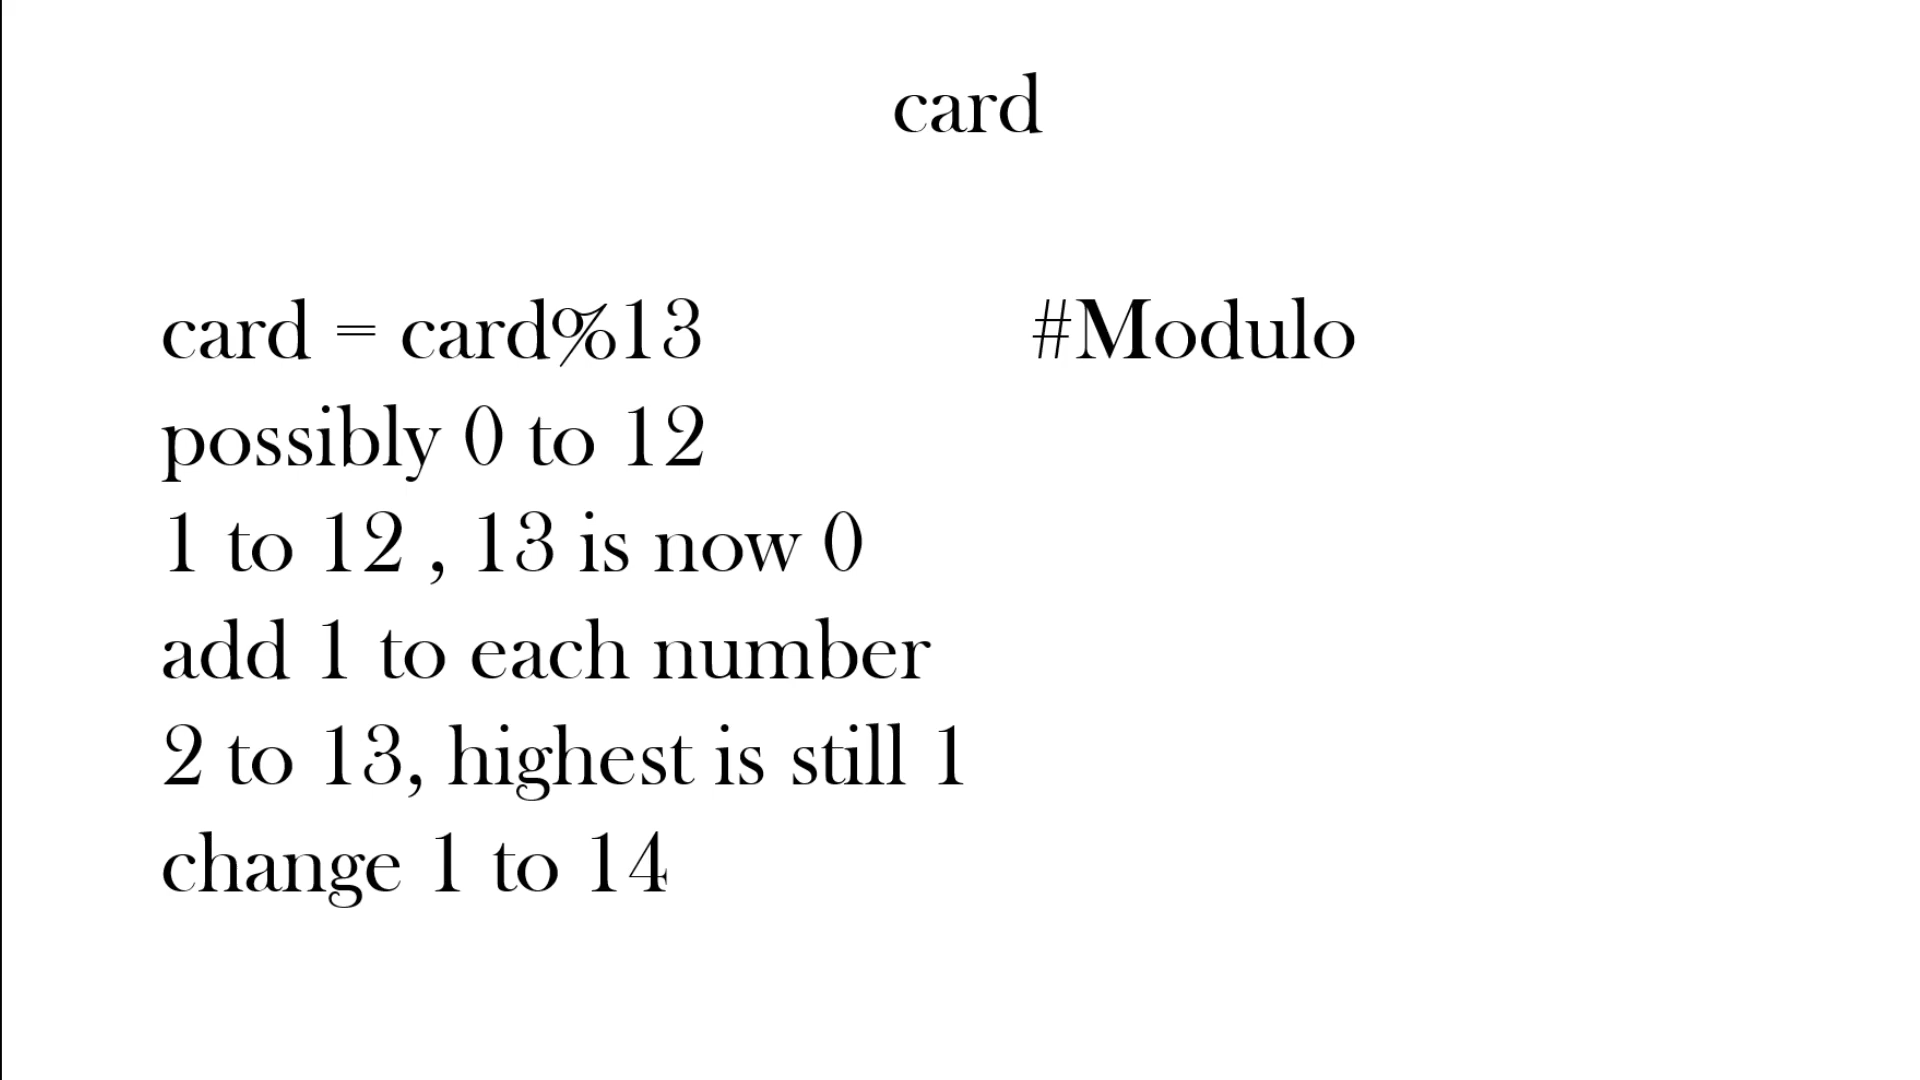 card
card = card%13 #Modulo
possibly 0 to 12
1 to 12 , 13 is now 0
add 1 to each number
2 to 13, highest is still 1
change 1 to 14